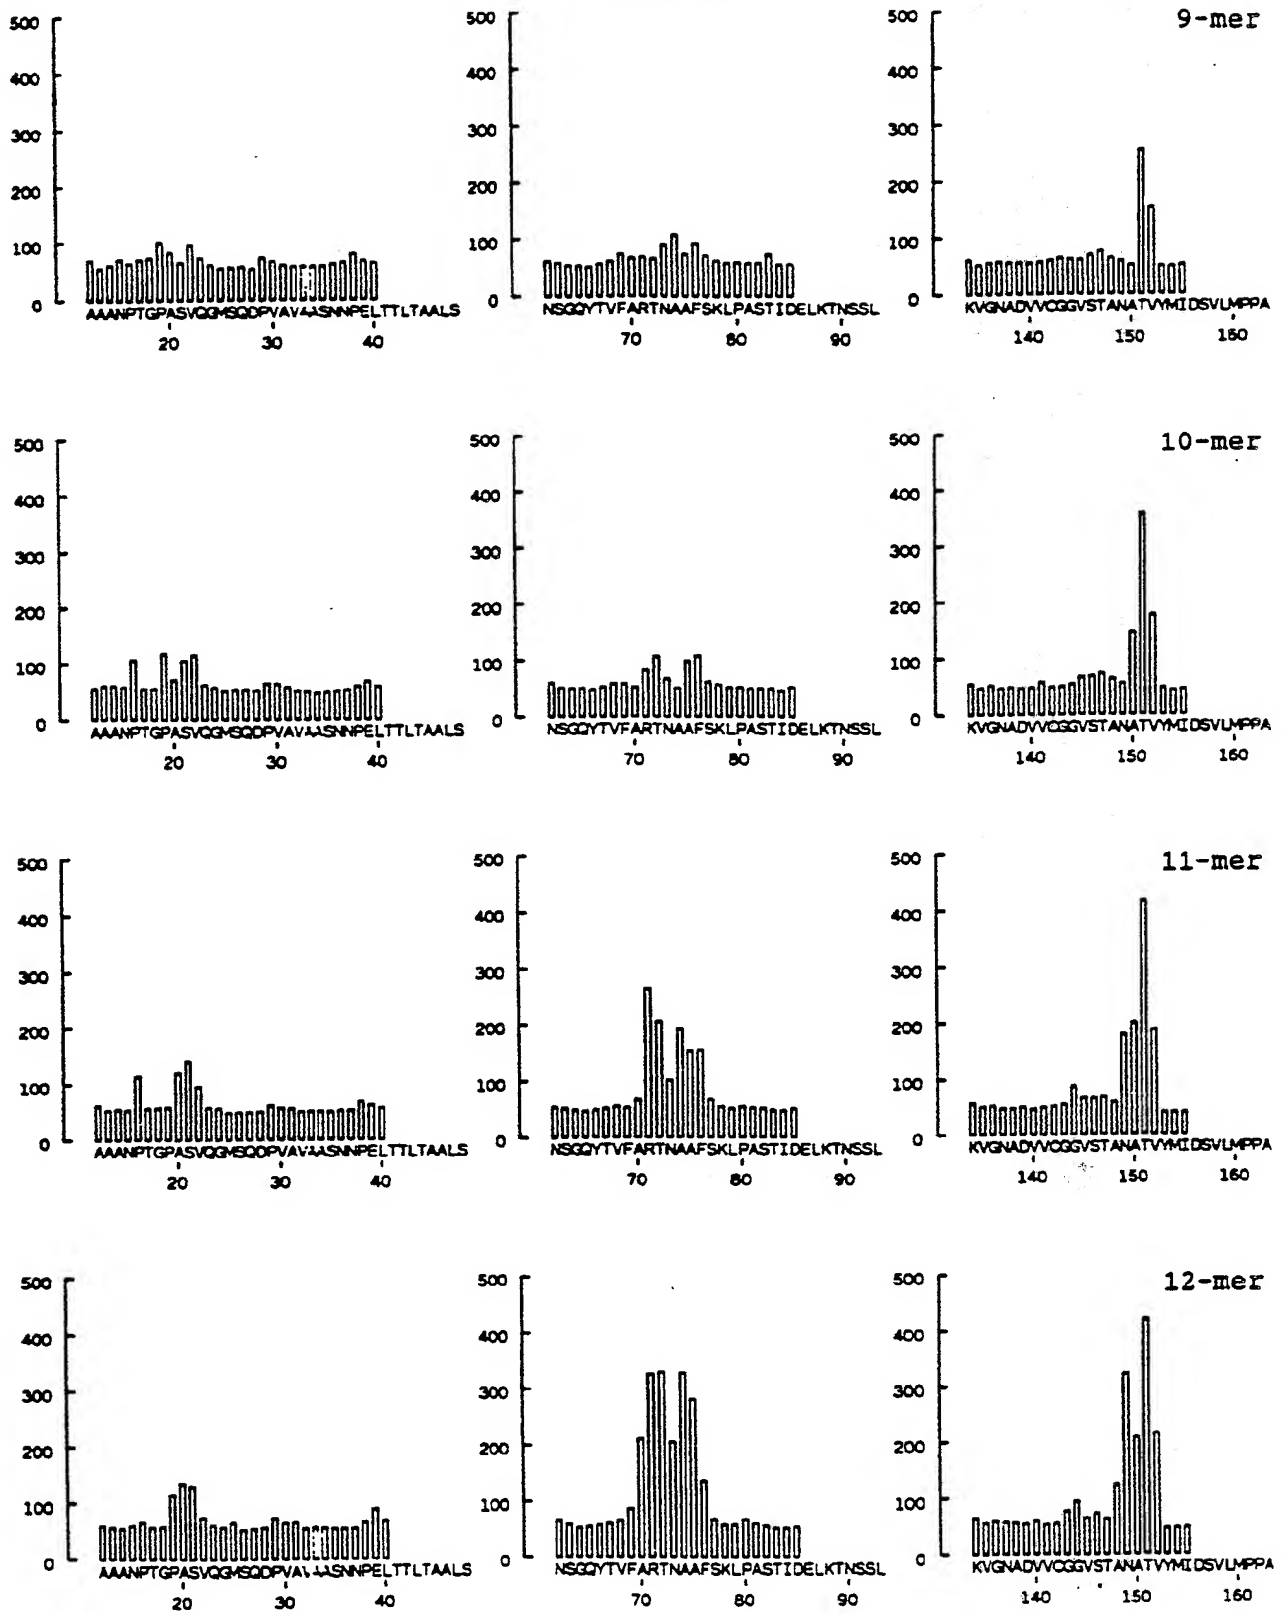 500 500 500 9-mer
400 400 400
300 300 300
200 200 200
100 100 100
0 0 0
AAANPTGPASVQGMSQDPVAVAASNNPELTTLTAALS NSGQYTVFARTNAAFSKLPASTIDELKTNSSL KVGNADVVCGGVSTANATVYMIDSVLMPPA
20 30 40 70 80 90 140 150 160
500 500 500 10-mer
400 400 400
300 300 300
200 200 200
100 100 100
0 0 0
AAANPTGPASVQGMSQDPVAVAASNNPELTTLTAALS NSGQYTVFARTNAAFSKLPASTIDELKTNSSL KVGNADVVCGGVSTANATVYMIDSVLMPPA
20 30 40 70 80 90 140 150 160
500 500 500 11-mer
400 400 400
300 300 300
200 200 200
100 100 100
0 0 0
AAANPTGPASVQGMSQDPVAVAASNNPELTTLTAALS NSGQYTVFARTNAAFSKLPASTIDELKTNSSL KVGNADVVCGGVSTANATVYMIDSVLMPPA
20 30 40 70 80 90 140 150 160
500 500 500 12-mer
400 400 400
300 300 300
200 200 200
100 100 100
0 0 0
AAANPTGPASVQGMSQDPVAVAASNNPELTTLTAALS NSGQYTVFARTNAAFSKLPASTIDELKTNSSL KVGNADVVCGGVSTANATVYMIDSVLMPPA
20 30 40 70 80 90 140 150 160